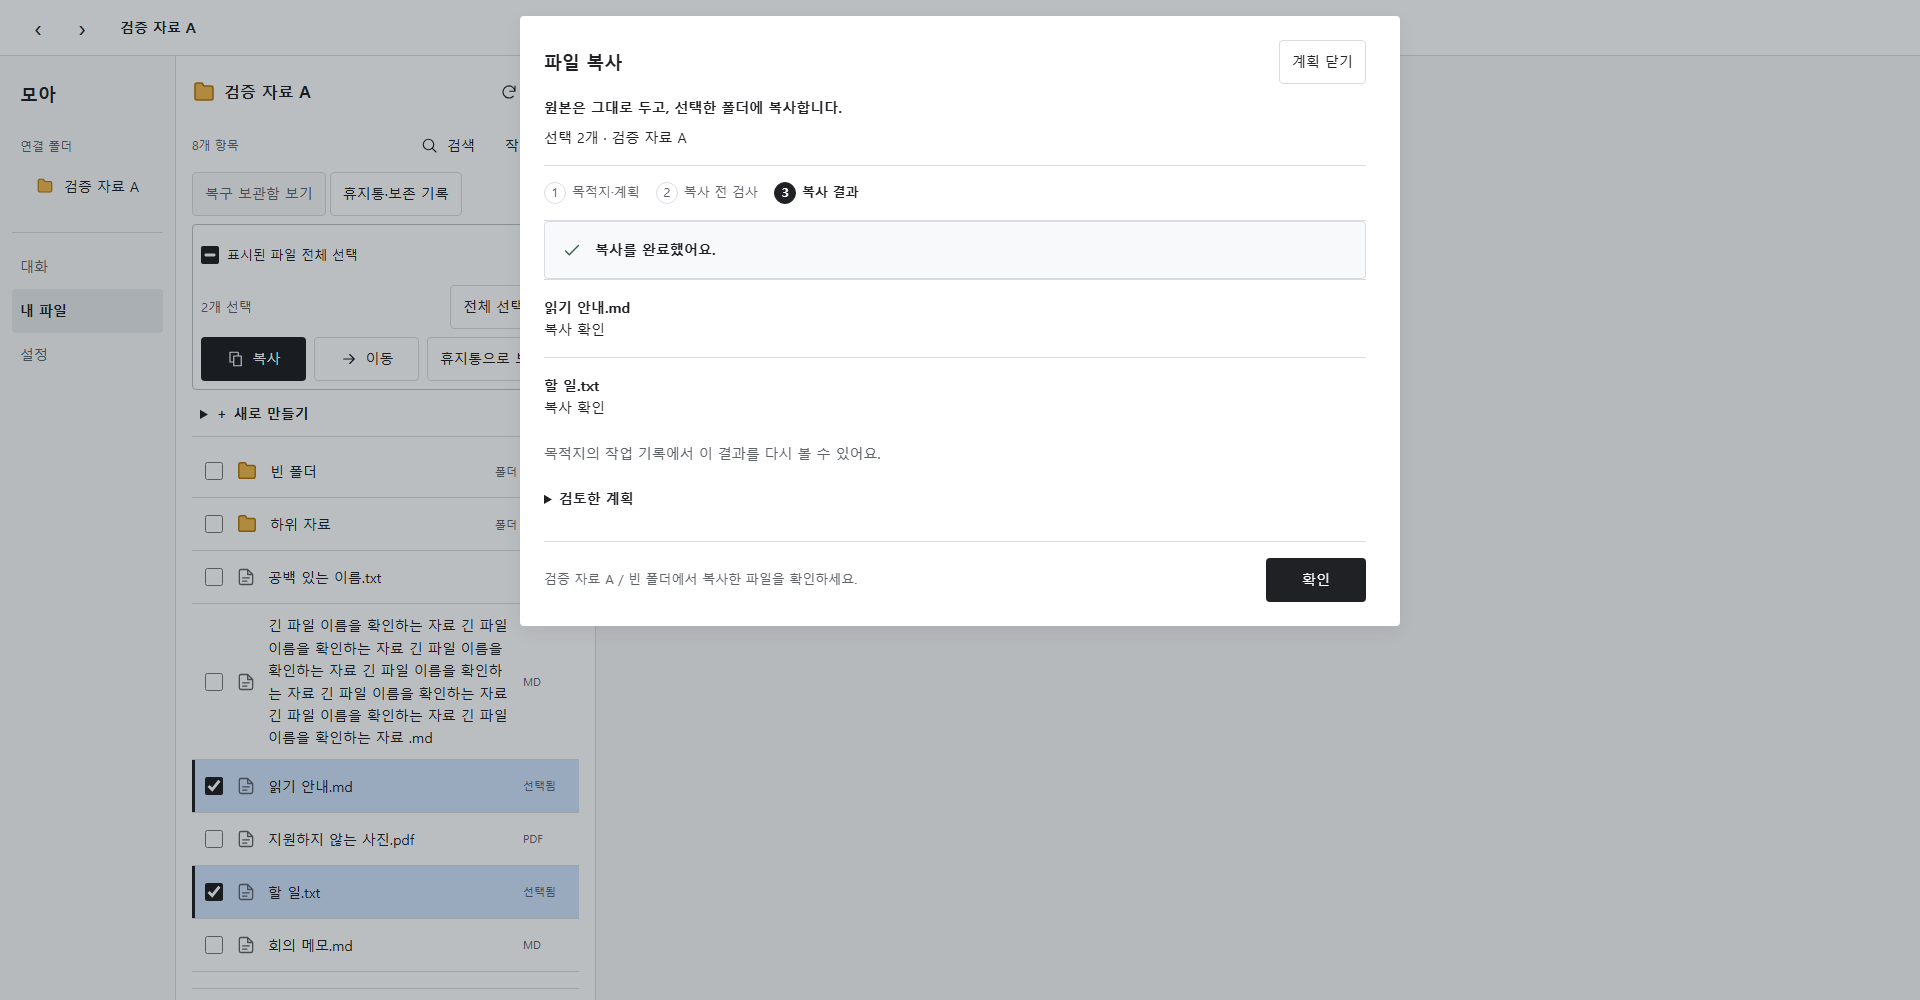 검증 자료 A
모아
연결 폴더
검증 자료 A
대화
내 파일
설정
검증 자료 A
8개 항목
검색
작
복구 보관함 보기
휴지통·보존 기록
표시된 파일 전체 선택
2개 선택
전체 선택
복사
이동
휴지통으로
+ 새로 만들기
빈 폴더
폴더
하위 자료
폴더
공백 있는 이름.txt
긴 파일 이름을 확인하는 자료 긴 파일
이름을 확인하는 자료 긴 파일 이름을
확인하는 자료 긴 파일 이름을 확인하
는 자료 긴 파일 이름을 확인하는 자료
긴 파일 이름을 확인하는 자료 긴 파일
이름을 확인하는 자료 .md
MD
읽기 안내.md
선택됨
지원하지 않는 사진.pdf
PDF
할 일.txt
선택됨
회의 메모.md
MD
파일 복사
계획 닫기
원본은 그대로 두고, 선택한 폴더에 복사합니다.
선택 2개 · 검증 자료 A
1 목적지·계획
2 복사 전 검사
3 복사 결과
복사를 완료했어요.
읽기 안내.md
복사 확인
할 일.txt
복사 확인
목적지의 작업 기록에서 이 결과를 다시 볼 수 있어요.
검토한 계획
검증 자료 A / 빈 폴더에서 복사한 파일을 확인하세요.
확인